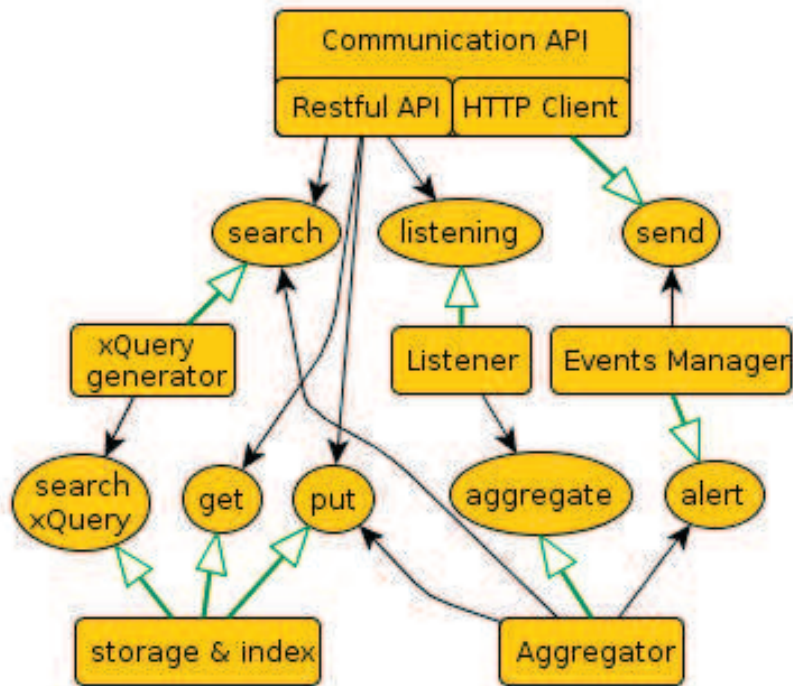 Communication API
Restful API
HTTP Client
search
listening
send
xQuery
generator
Listener
Events Manager
search
xQuery
get
put
aggregate
alert
storage & index
Aggregator